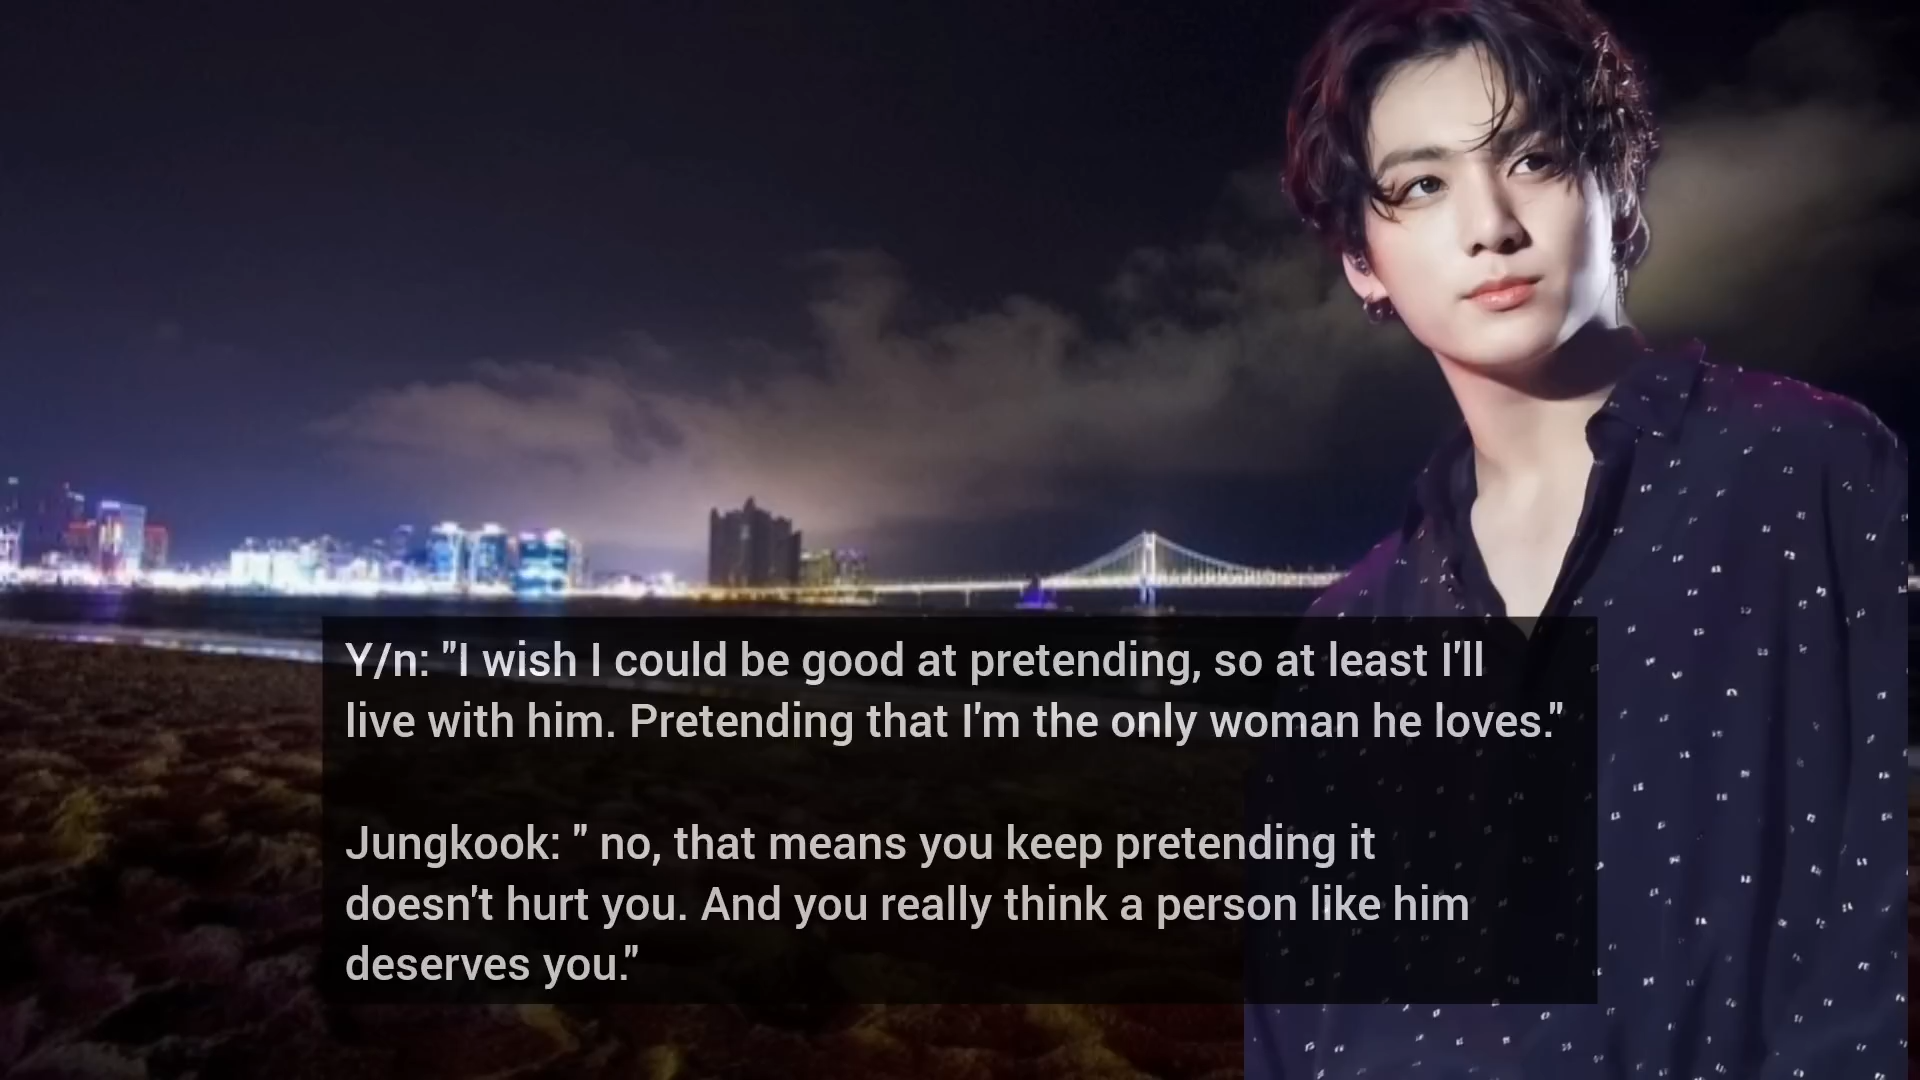 Y/n: "I wish I could be good at pretending, so at least I'll
live with him. Pretending that I'm the only woman he loves."
Jungkook: " no, that means you keep pretending it
doesn't hurt you. And you really think a person like him
deserves you."